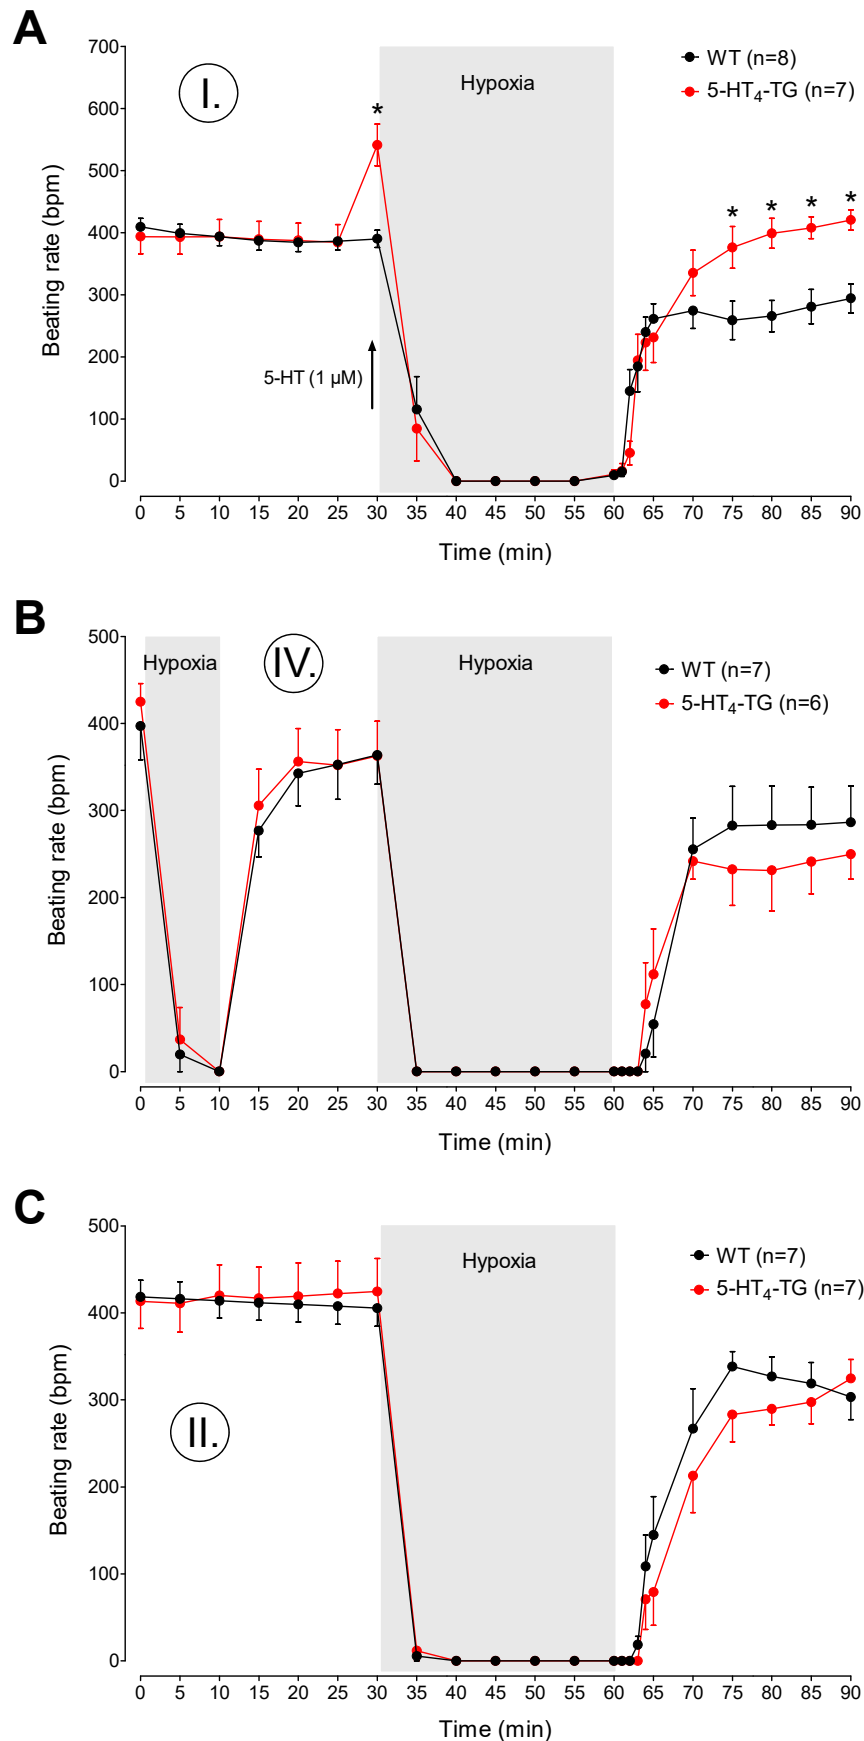 A
I.
Hypoxia
WT (n=8)
5-HT₄-TG (n=7)
700
600
500
400
300
200
100
0
Beating rate (bpm)
*
* * * *
5-HT (1 µM)
0 5 10 15 20 25 30 35 40 45 50 55 60 65 70 75 80 85 90
Time (min)
B
Hypoxia
IV.
Hypoxia
WT (n=7)
5-HT₄-TG (n=6)
500
400
300
200
100
0
Beating rate (bpm)
0 5 10 15 20 25 30 35 40 45 50 55 60 65 70 75 80 85 90
Time (min)
C
Hypoxia
WT (n=7)
5-HT₄-TG (n=7)
500
400
300
200
100
0
Beating rate (bpm)
II.
0 5 10 15 20 25 30 35 40 45 50 55 60 65 70 75 80 85 90
Time (min)